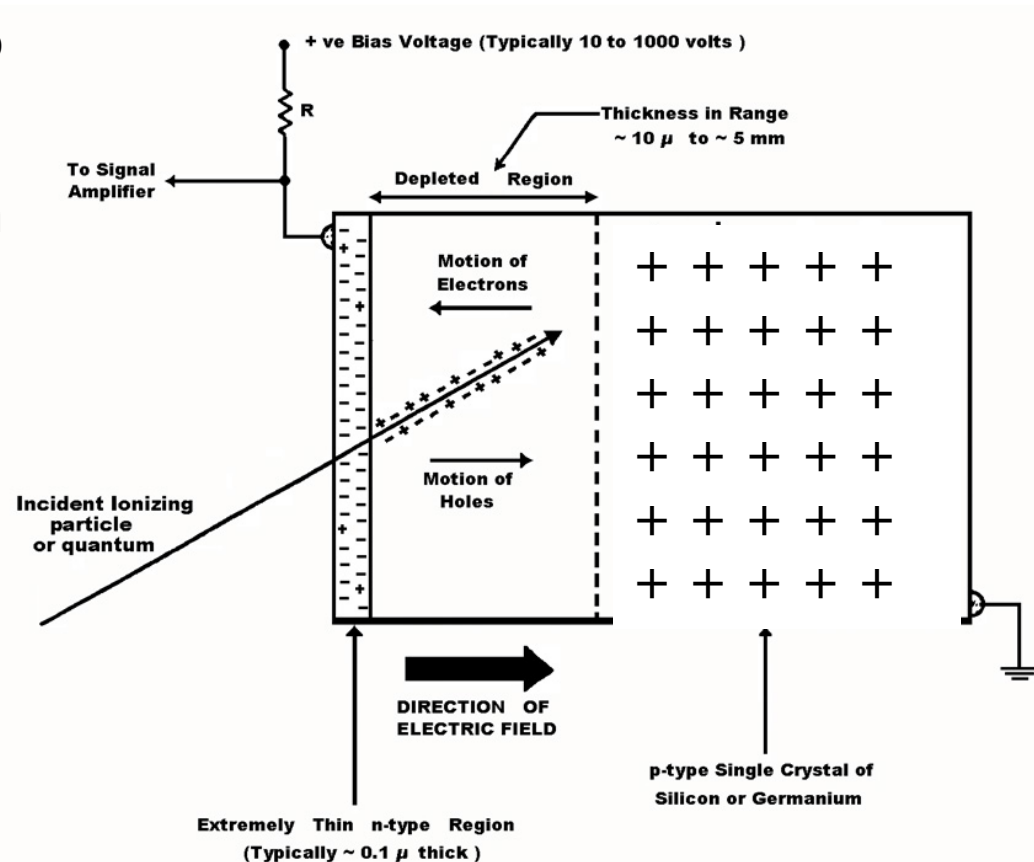 + ve Bias Voltage (Typically 10 to 1000 volts )
R
Thickness in Range
~ 10 μ to ~ 5 mm
To Signal
Amplifier
Depleted Region
Motion of
Electrons
Motion of
Holes
Incident Ionizing
particle
or quantum
DIRECTION OF
ELECTRIC FIELD
p-type Single Crystal of
Silicon or Germanium
Extremely Thin n-type Region
(Typically ~ 0.1 μ thick )